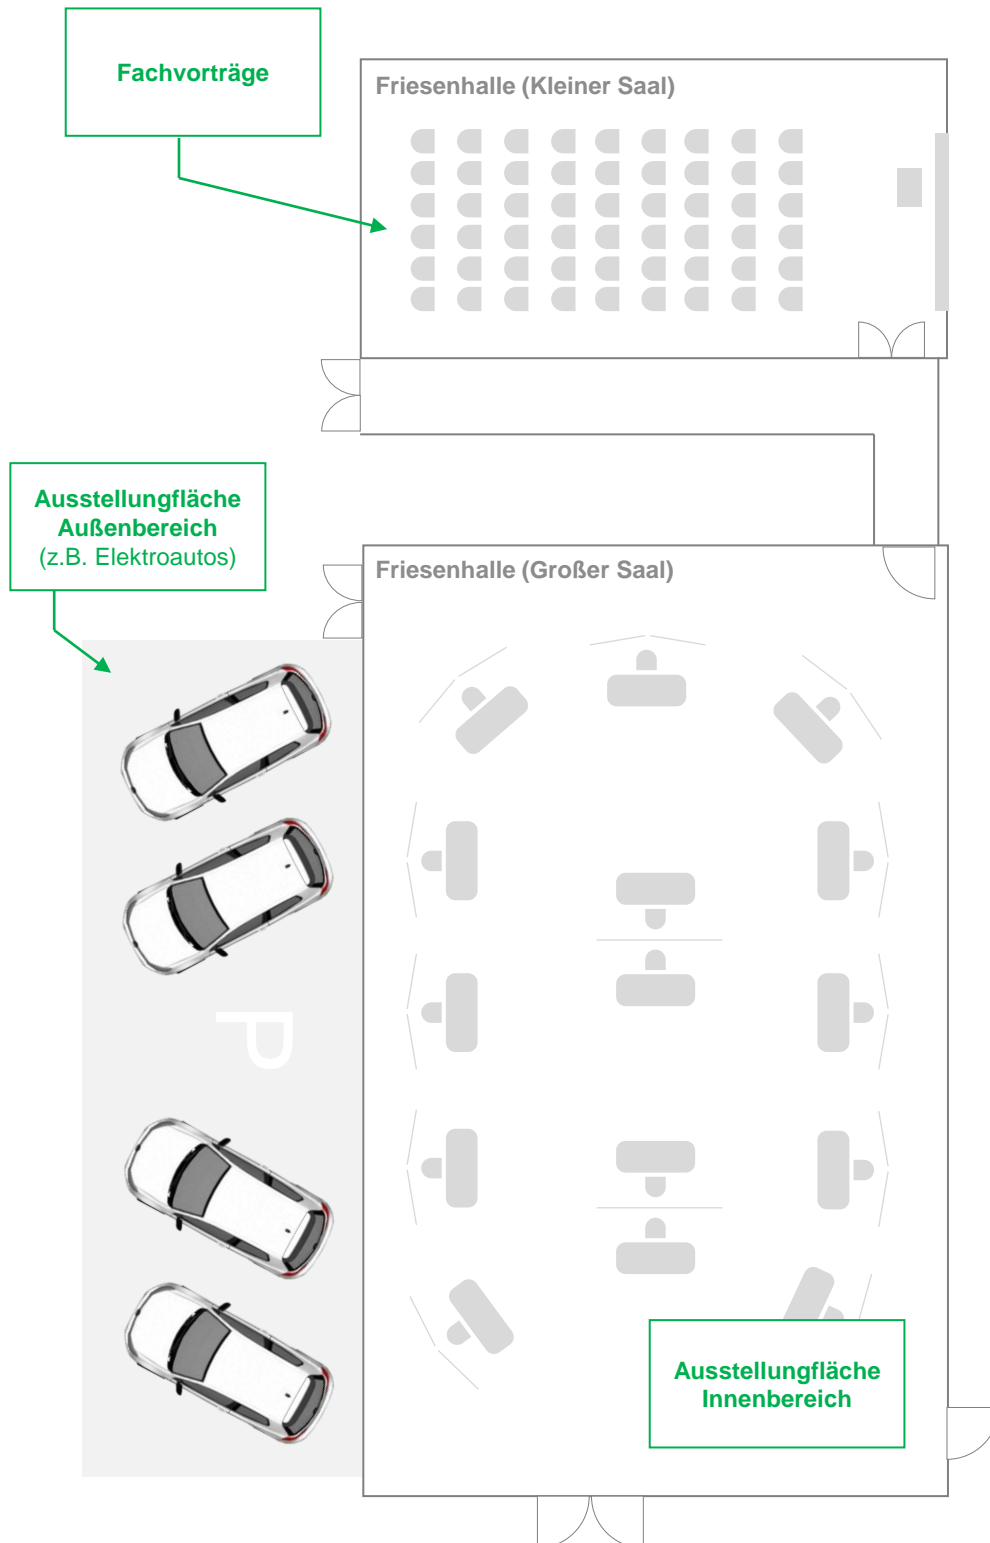 Fachvorträge
Friesenhalle (Kleiner Saal)
Ausstellungfläche
Außenbereich
(z.B. Elektroautos)
Friesenhalle (Großer Saal)
P
Ausstellungfläche
Innenbereich